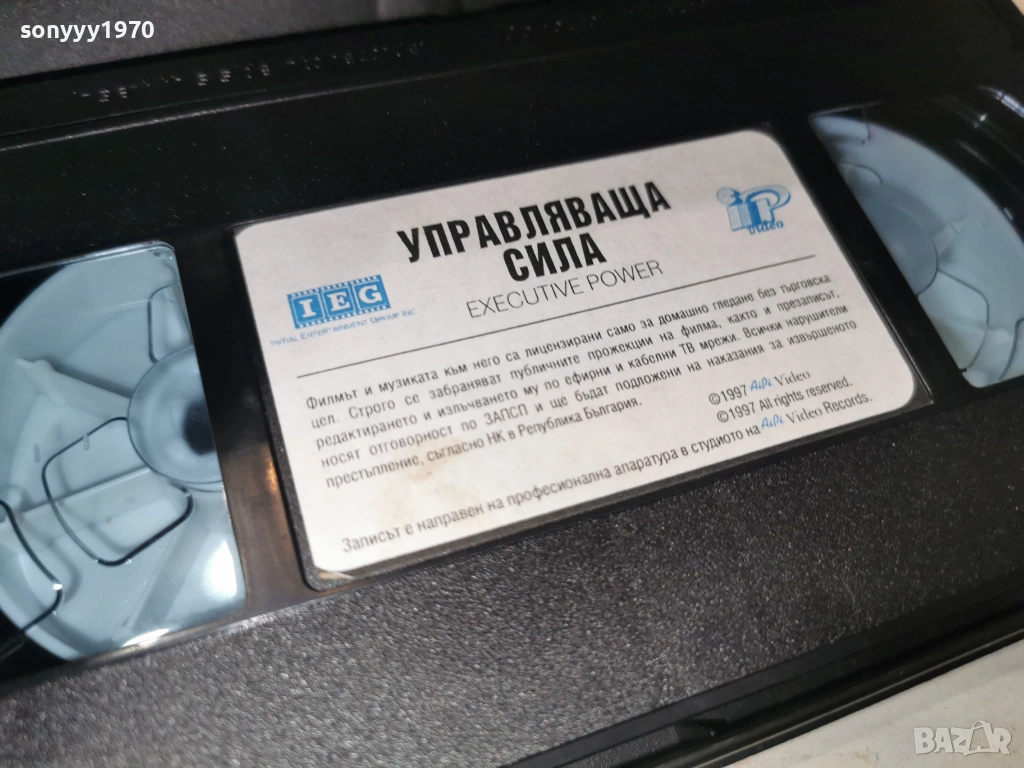 sonyyy1970
УПРАВЛЯВАЩА
СИЛА
EXECUTIVE POWER
IEG
INITIAL ENTERTAINMENT GROUP INC
video
Филмът и музиката към него са лицензирани само за домашно гледане без търговска
цел. Строго се забраняват публичните прожекции на филма, както и презаписът,
редактирането и излъчването му по ефирни и кабелни ТВ мрежи. Всички нарушители
носят отговорност по ЗАПСП и ще бъдат подложени на наказания за извършеното
престъпление, съгласно НК в Република България.
©1997 AiPi Video
©1997 All rights reserved.
Записът е направен на професионална апаратура в студиото на AiPi Video Records.
BAZAR